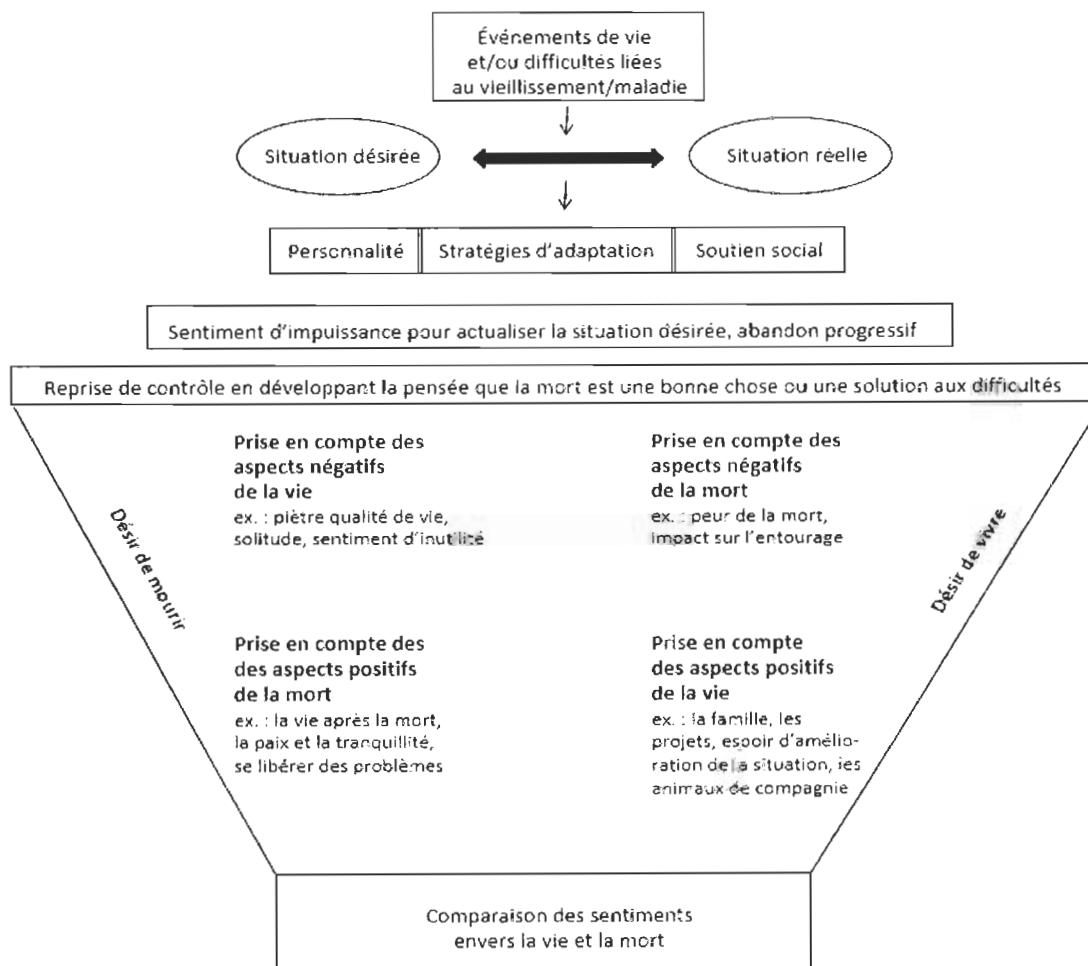 Événements de vie
et/ou difficultés liées
au vieillissement/maladie
Situation désirée
Situation réelle
Personnalité
Stratégies d'adaptation
Soutien social
Sentiment d'impuissance pour actualiser la situation désirée, abandon progressif
Reprise de contrôle en développant la pensée que la mort est une bonne chose ou une solution aux difficultés
Désir de mourir
Prise en compte des
aspects négatifs
de la vie
ex. : piètre qualité de vie,
solitude, sentiment d'inutilité
Prise en compte des
aspects négatifs
de la mort
ex. : peur de la mort,
impact sur l'entourage
Désir de vivre
Prise en compte des
des aspects positifs
de la mort
ex. : la vie après la mort,
la paix et la tranquillité,
se libérer des problèmes
Prise en compte
des aspects positifs
de la vie
ex. : la famille, les
projets, espoir d'amélio-
ration de la situation, les
animaux de compagnie
Comparaison des sentiments
envers la vie et la mort